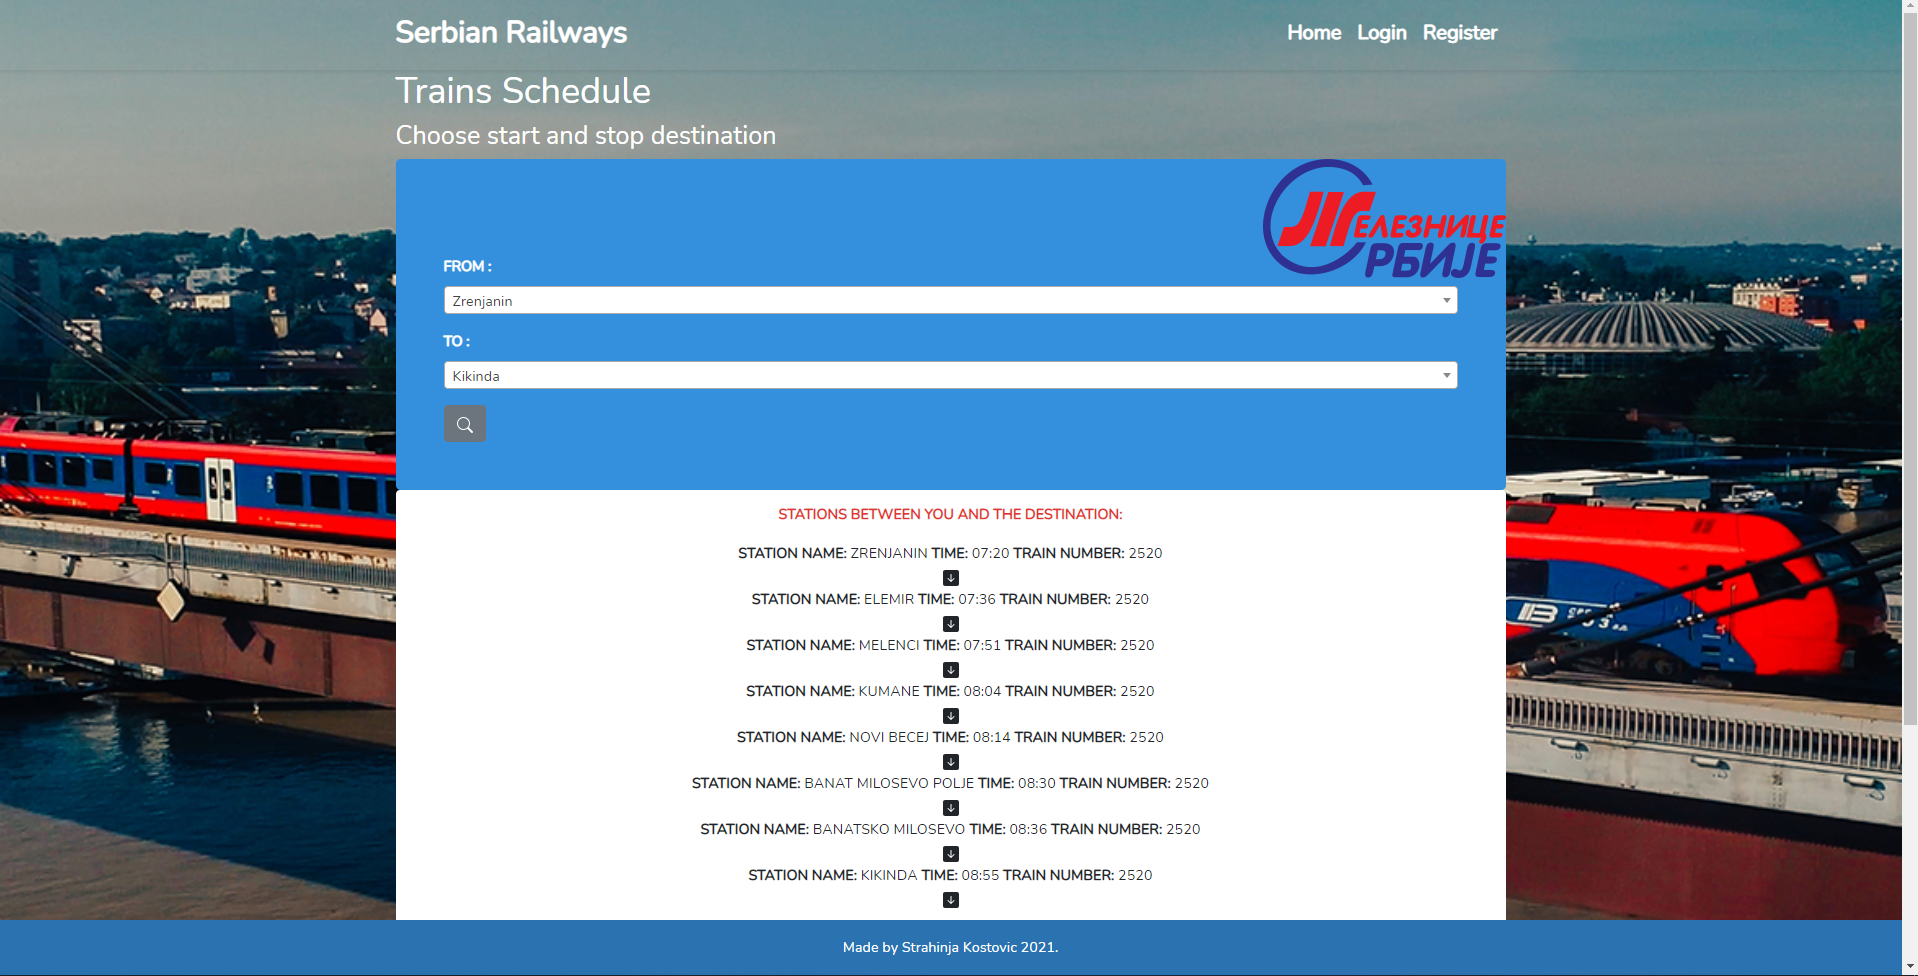 Serbian Railways
Home Login Register
Trains Schedule
Choose start and stop destination
ЖЕЛЕЗНИЦЕ
СРБИЈЕ
FROM :
Zrenjanin
TO :
Kikinda
STATIONS BETWEEN YOU AND THE DESTINATION:
STATION NAME: ZRENJANIN TIME: 07:20 TRAIN NUMBER: 2520
STATION NAME: ELEMIR TIME: 07:36 TRAIN NUMBER: 2520
STATION NAME: MELENCI TIME: 07:51 TRAIN NUMBER: 2520
STATION NAME: KUMANE TIME: 08:04 TRAIN NUMBER: 2520
STATION NAME: NOVI BECEJ TIME: 08:14 TRAIN NUMBER: 2520
STATION NAME: BANAT MILOSEVO POLJE TIME: 08:30 TRAIN NUMBER: 2520
STATION NAME: BANATSKO MILOSEVO TIME: 08:36 TRAIN NUMBER: 2520
STATION NAME: KIKINDA TIME: 08:55 TRAIN NUMBER: 2520
Made by Strahinja Kostovic 2021.